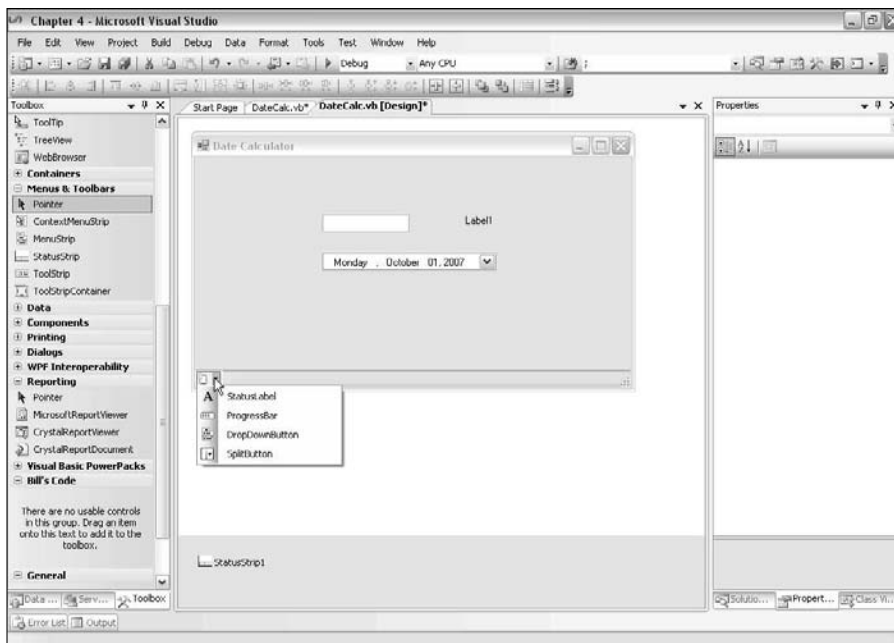 Chapter 4 - Microsoft Visual Studio
File Edit View Project Build Debug Data Format Tools Test Window Help
Debug Any CPU
Toolbox
ToolTip
TreeView
WebBrowser
Containers
Menus & Toolbars
Pointer
ContextMenuStrip
MenuStrip
StatusStrip
ToolStrip
ToolStripContainer
Data
Components
Printing
Dialogs
WPF Interoperability
Reporting
Pointer
MicrosoftReportViewer
CrystalReportViewer
CrystalReportDocument
Visual Basic PowerPacks
Bill's Code
There are no usable controls
in this group. Drag an item
onto this text to add it to the
toolbox.
General
Data ... Serv... Toolbox
Error List Output
Start Page DateCalc.vb* DateCalc.vb [Design]*
Date Calculator
Label1
Monday , October 01, 2007
A StatusLabel
ProgressBar
DropDownButton
SplitButton
StatusStrip1
Properties
Solutio... Propert... Class Vi...